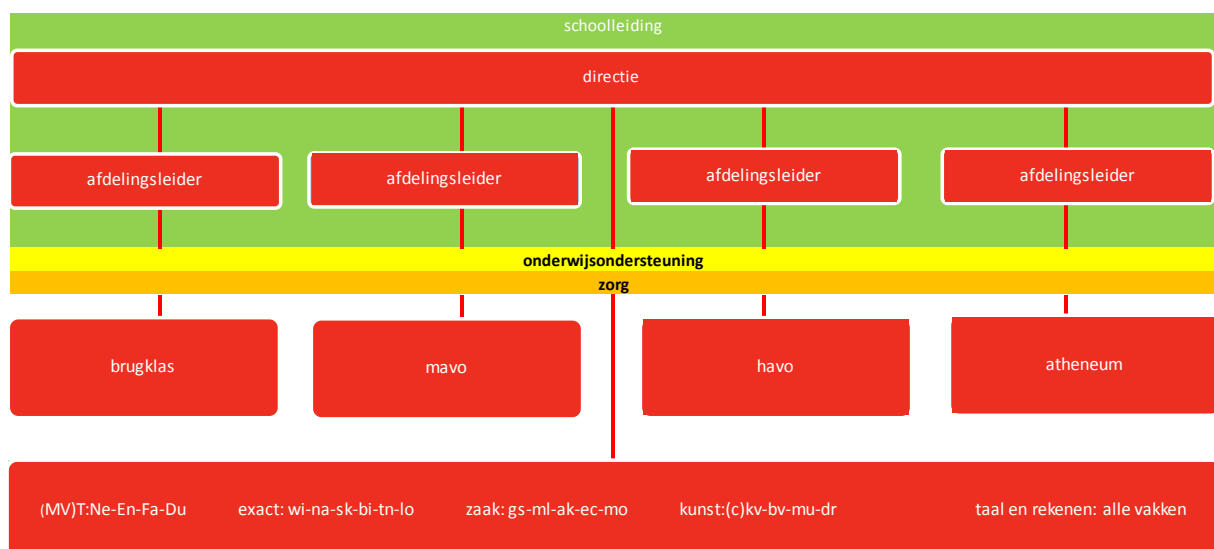 schoolleiding
directie
afdelingsleider afdelingsleider afdelingsleider afdelingsleider
onderwijsondersteuning
zorg
brugklas mavo havo atheneum
(MV)T:Ne-En-Fa-Du exact: wi-na-sk-bi-tn-lo zaak: gs-ml-ak-ec-mo kunst:(c)kv-bv-mu-dr taal en rekenen: alle vakken